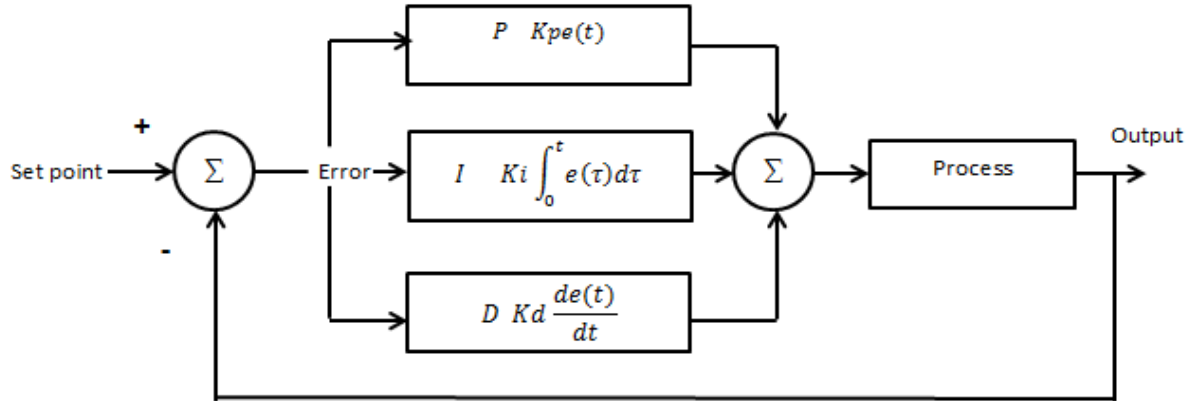 P Kpe(t)
+
Output
Set point
Σ
Error
I Ki ∫₀ᵗ e(τ)dτ
Σ
Process
-
D Kd de(t)/dt